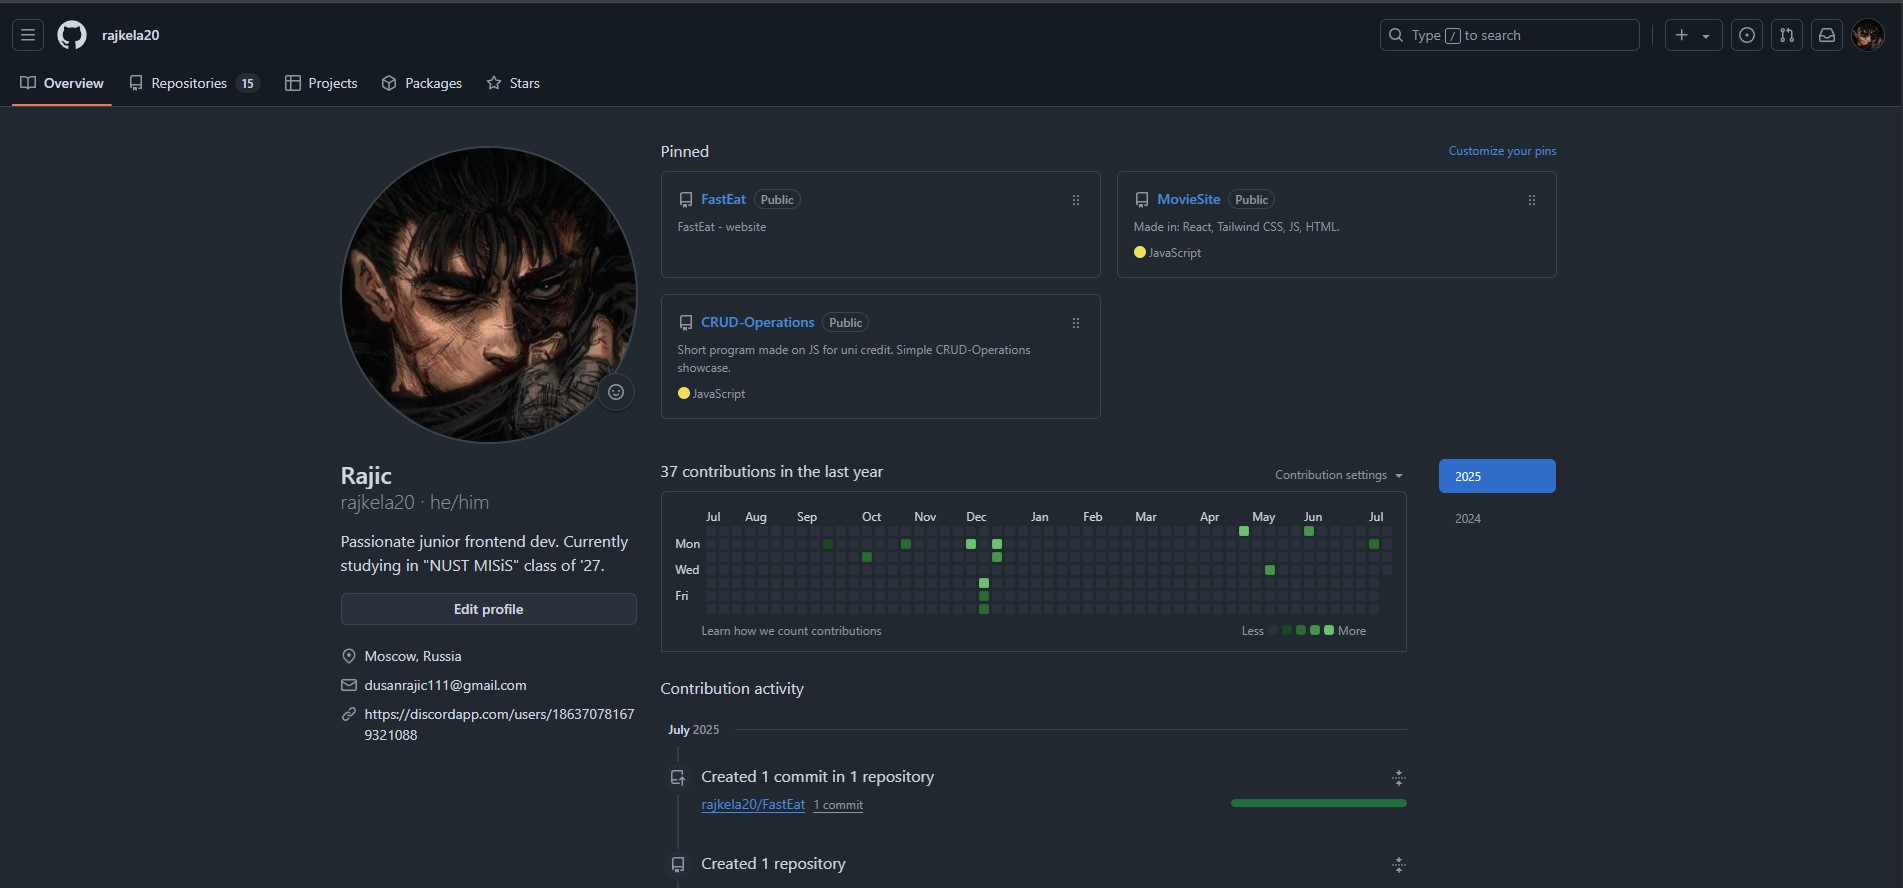 rajkela20
Type / to search
Overview
Repositories 15
Projects
Packages
Stars
Pinned
Customize your pins
FastEat Public
FastEat - website
MovieSite Public
Made in: React, Tailwind CSS, JS, HTML.
JavaScript
CRUD-Operations Public
Short program made on JS for uni credit. Simple CRUD-Operations
showcase.
JavaScript
Rajic
rajkela20 · he/him
Passionate junior frontend dev. Currently
studying in "NUST MISiS" class of '27.
Edit profile
Moscow, Russia
dusanrajic111@gmail.com
https://discordapp.com/users/18637078167
9321088
37 contributions in the last year
Contribution settings
2025
2024
Jul Aug Sep Oct Nov Dec Jan Feb Mar Apr May Jun Jul
Mon
Wed
Fri
Learn how we count contributions
Less More
Contribution activity
July 2025
Created 1 commit in 1 repository
rajkela20/FastEat 1 commit
Created 1 repository